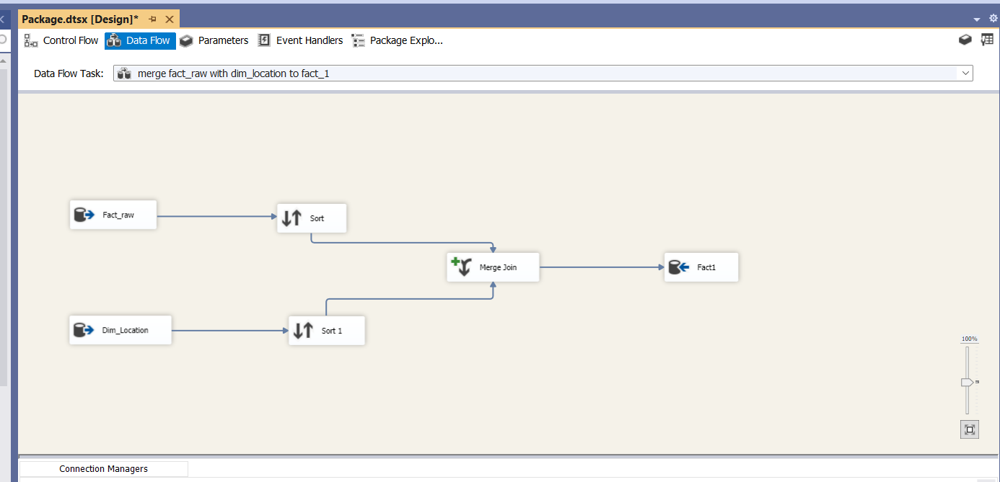 Package.dtsx [Design]*
Control Flow Data Flow Parameters Event Handlers Package Explo...
Data Flow Task: merge fact_raw with dim_location to fact_1
Fact_raw
Sort
Merge Join
Fact1
Dim_Location
Sort 1
100%
Connection Managers